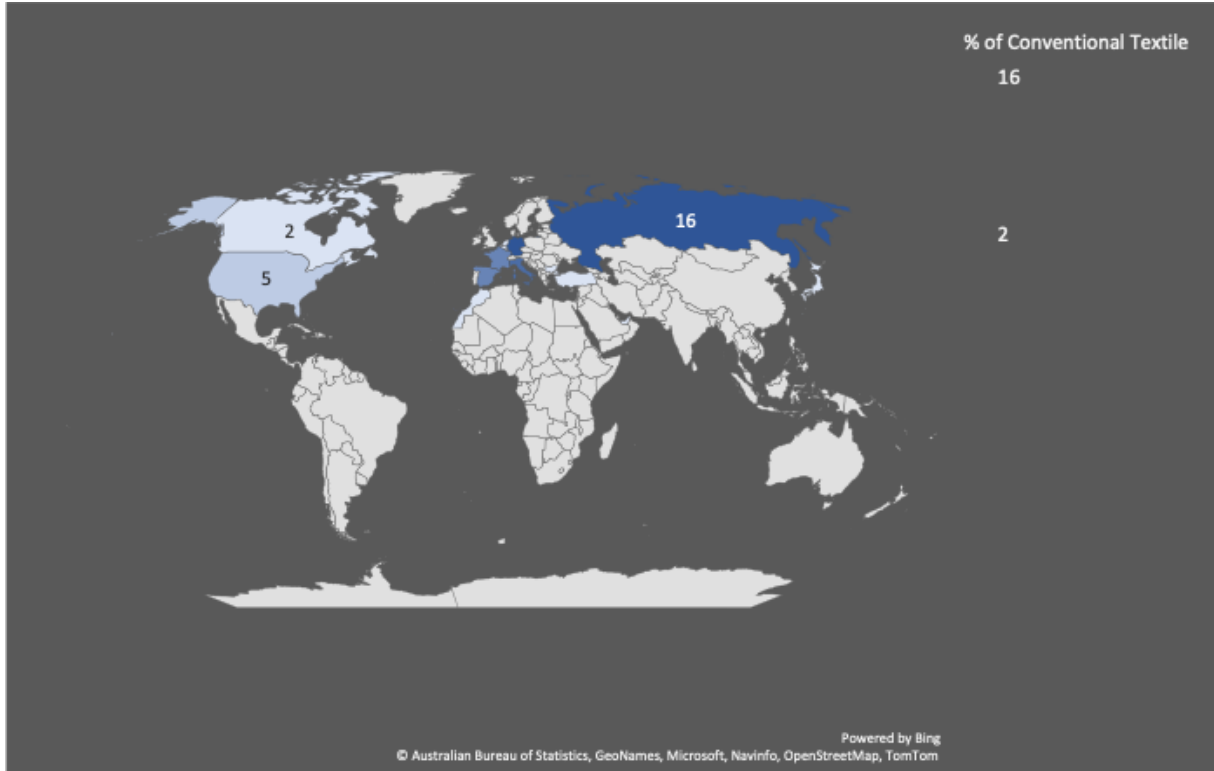 % of Conventional Textile
16
2
16
2
5
Powered by Bing
© Australian Bureau of Statistics, GeoNames, Microsoft, Navinfo, OpenStreetMap, TomTom